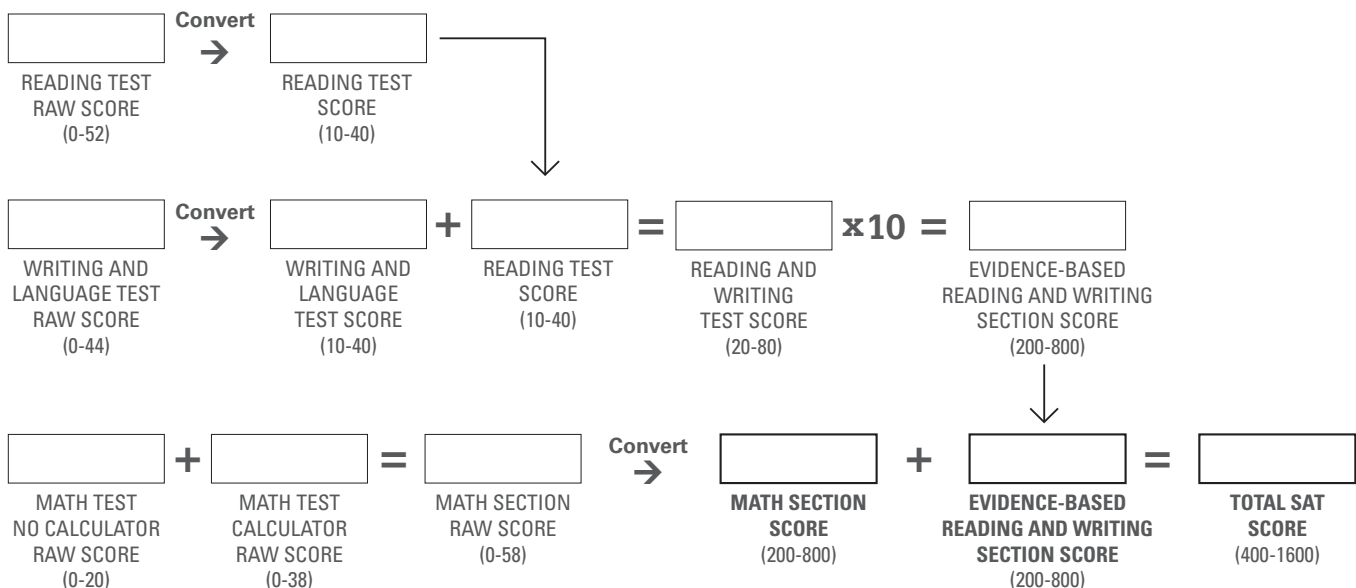 Convert
→
READING TEST
RAW SCORE
(0-52)
READING TEST
SCORE
(10-40)
Convert
→
+
=
x10 =
WRITING AND
LANGUAGE TEST
RAW SCORE
(0-44)
WRITING AND
LANGUAGE
TEST SCORE
(10-40)
READING TEST
SCORE
(10-40)
READING AND
WRITING
TEST SCORE
(20-80)
EVIDENCE-BASED
READING AND WRITING
SECTION SCORE
(200-800)
+
=
Convert
→
+
=
MATH TEST
NO CALCULATOR
RAW SCORE
(0-20)
MATH TEST
CALCULATOR
RAW SCORE
(0-38)
MATH SECTION
RAW SCORE
(0-58)
MATH SECTION
SCORE
(200-800)
EVIDENCE-BASED
READING AND WRITING
SECTION SCORE
(200-800)
TOTAL SAT
SCORE
(400-1600)